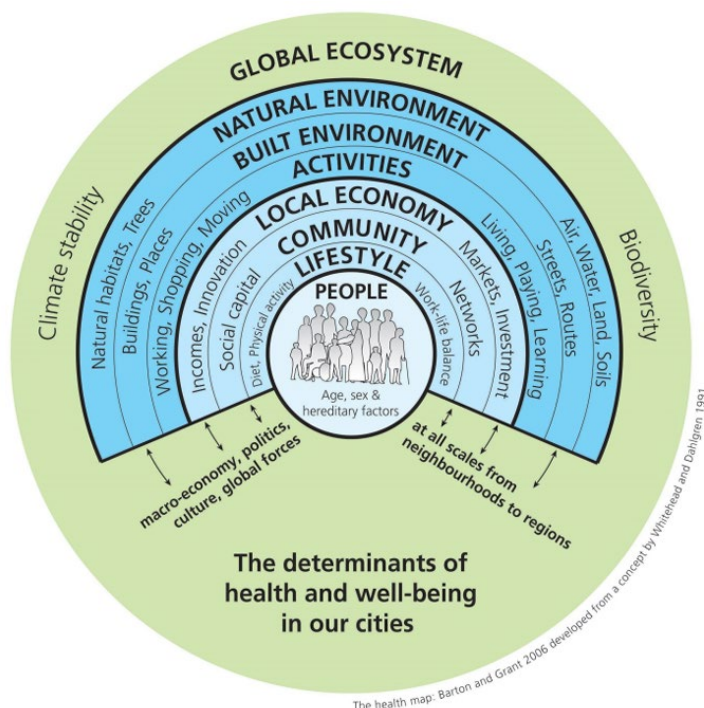 GLOBAL ECOSYSTEM
NATURAL ENVIRONMENT
BUILT ENVIRONMENT
ACTIVITIES
LOCAL ECONOMY
COMMUNITY
LIFESTYLE
PEOPLE
Age, sex &
hereditary factors
Climate stability
Natural habitats, Trees
Buildings, Places
Working, Shopping, Moving
Incomes, Innovation
Social capital
Diet, Physical activity
Work-life balance
Networks
Markets, Investment
Living, Playing, Learning
Streets, Routes
Air, Water, Land, Soils
Biodiversity
macro-economy, politics,
culture, global forces
at all scales from
neighbourhoods to regions
The determinants of
health and well-being
in our cities
The health map: Barton and Grant 2006 developed from a concept by Whitehead and Dahlgren 1991